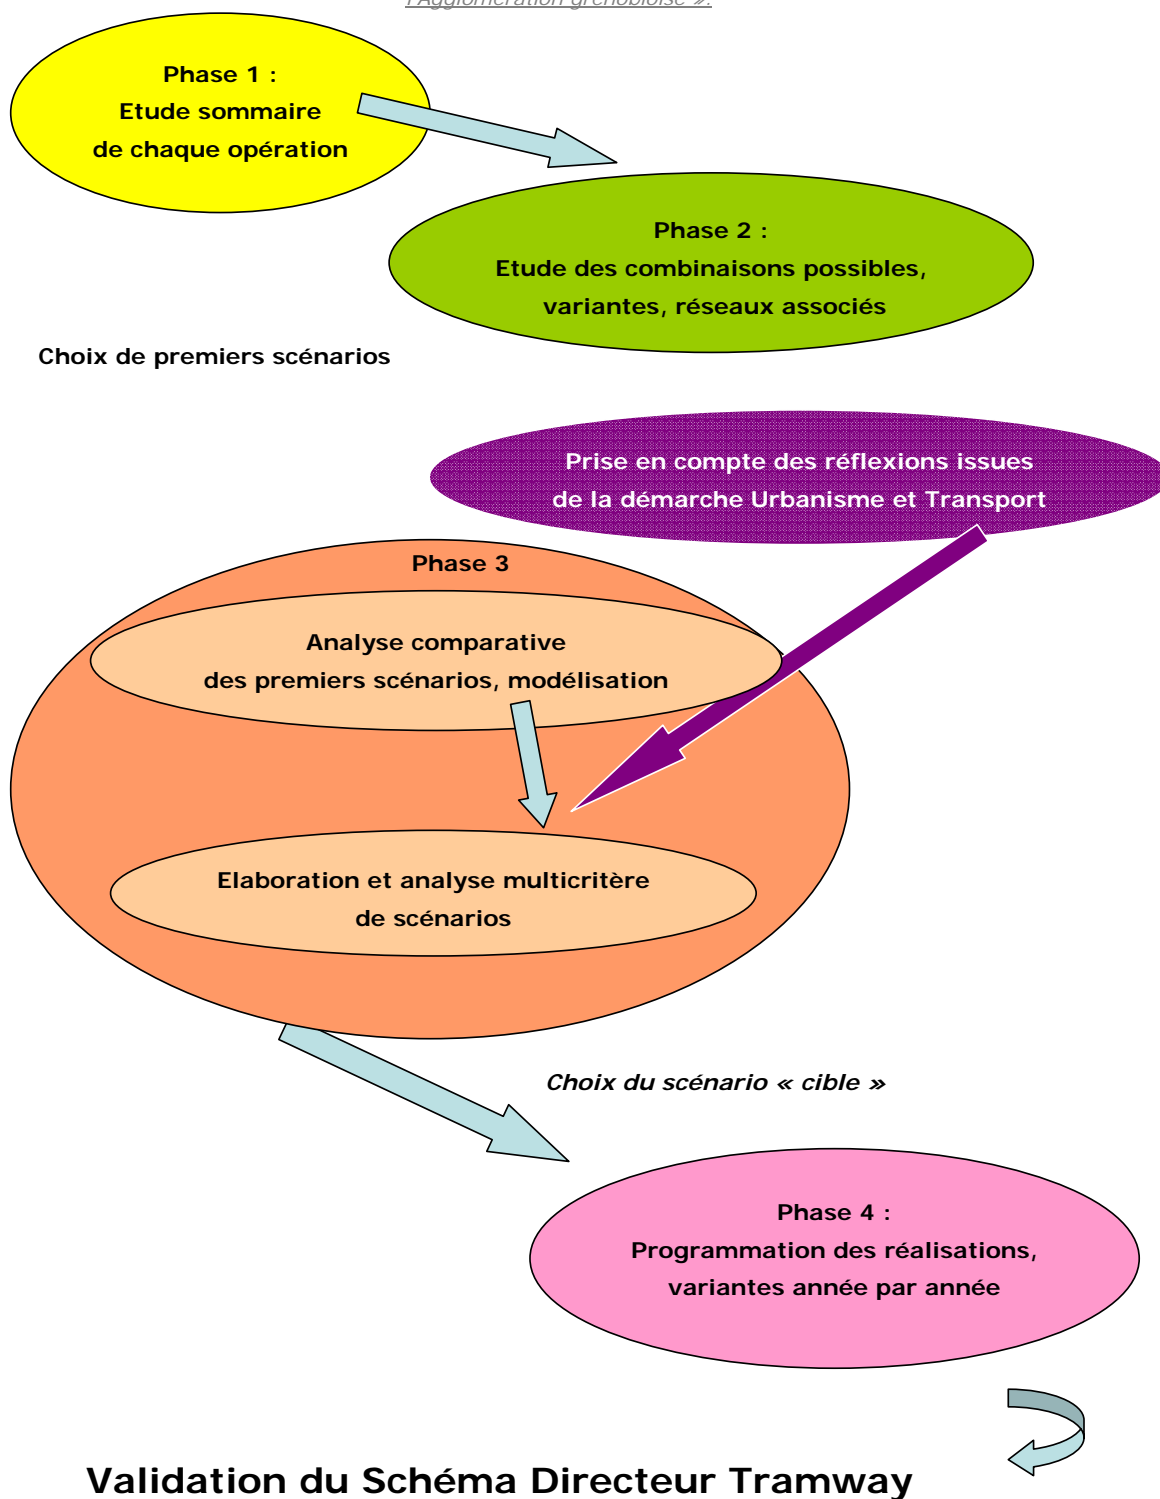 l'Agglomération grenobloise ».
Phase 1 :
Etude sommaire
de chaque opération
Phase 2 :
Etude des combinaisons possibles,
variantes, réseaux associés
Choix de premiers scénarios
Prise en compte des réflexions issues
de la démarche Urbanisme et Transport
Phase 3
Analyse comparative
des premiers scénarios, modélisation
Elaboration et analyse multicritère
de scénarios
Choix du scénario « cible »
Phase 4 :
Programmation des réalisations,
variantes année par année
Validation du Schéma Directeur Tramway